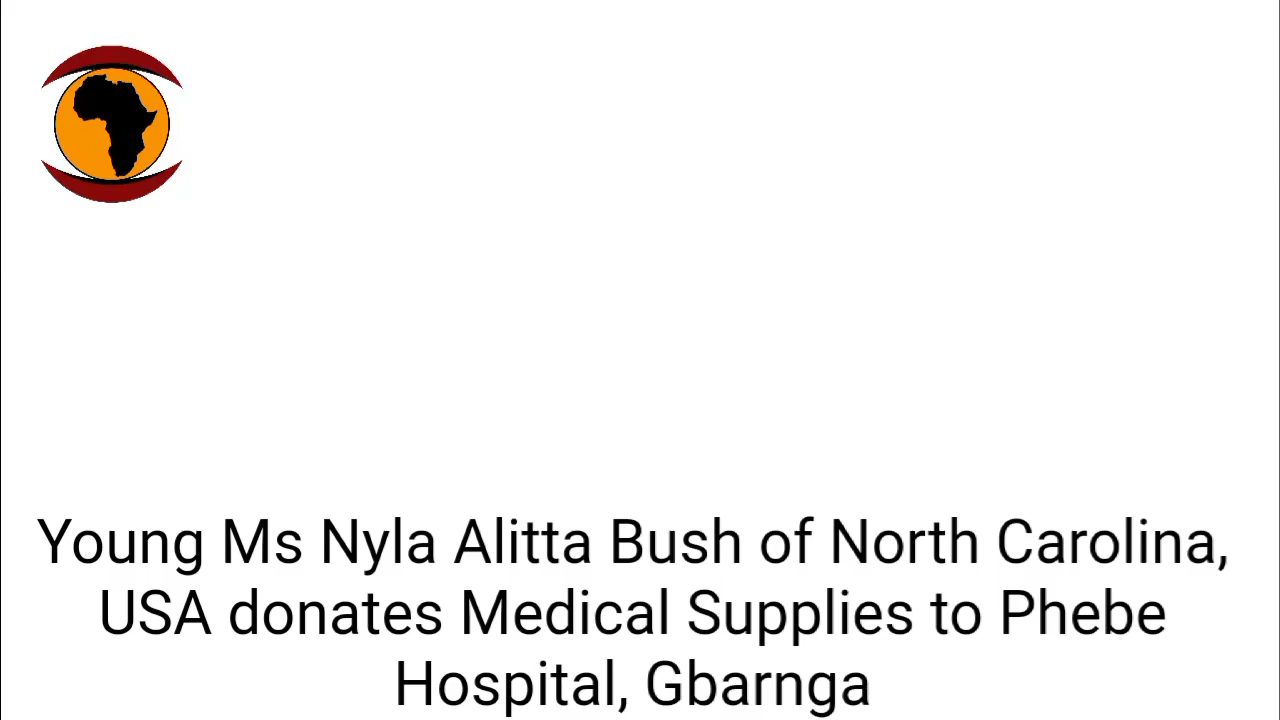 Young Ms Nyla Alitta Bush of North Carolina,
USA donates Medical Supplies to Phebe
Hospital, Gbarnga